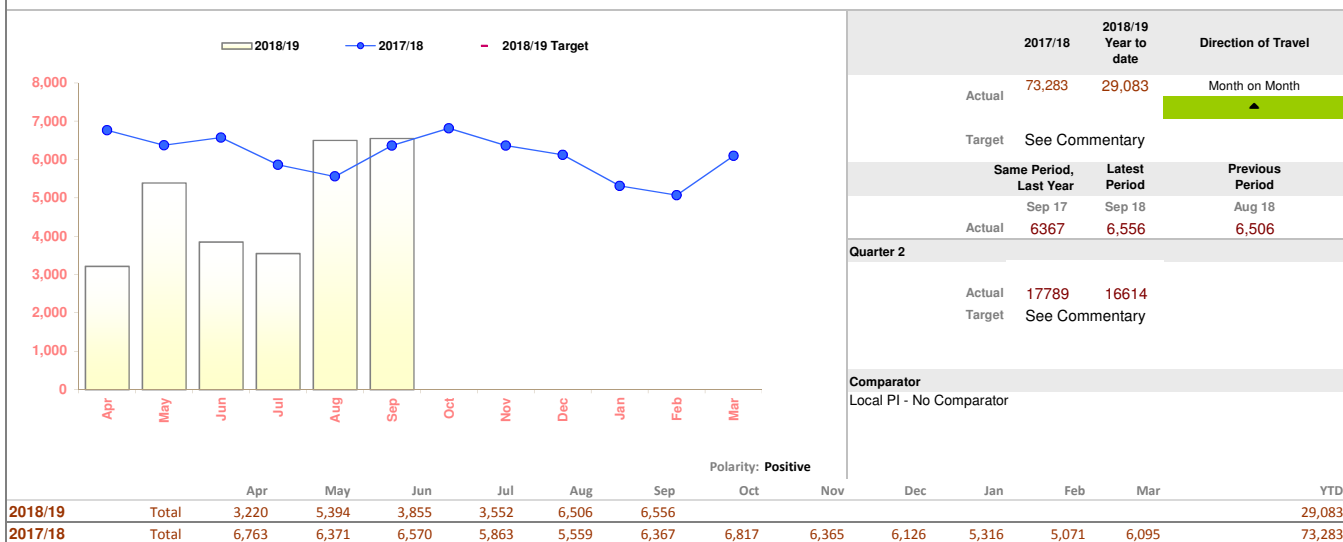 2018/19 2017/18 2018/19 Target
8,000
7,000
6,000
5,000
4,000
3,000
2,000
1,000
0
Apr May Jun Jul Aug Sep Oct Nov Dec Jan Feb Mar
Polarity: Positive
2018/19
2017/18 Year to Direction of Travel
date
Actual 73,283 29,083 Month on Month
Target See Commentary
Same Period, Latest Previous
Last Year Period Period
Sep 17 Sep 18 Aug 18
Actual 6367 6,556 6,506
Quarter 2
Actual 17789 16614
Target See Commentary
Comparator
Local PI - No Comparator
Apr May Jun Jul Aug Sep Oct Nov Dec Jan Feb Mar YTD
2018/19 Total 3,220 5,394 3,855 3,552 6,506 6,556 29,083
2017/18 Total 6,763 6,371 6,570 5,863 5,559 6,367 6,817 6,365 6,126 5,316 5,071 6,095 73,283